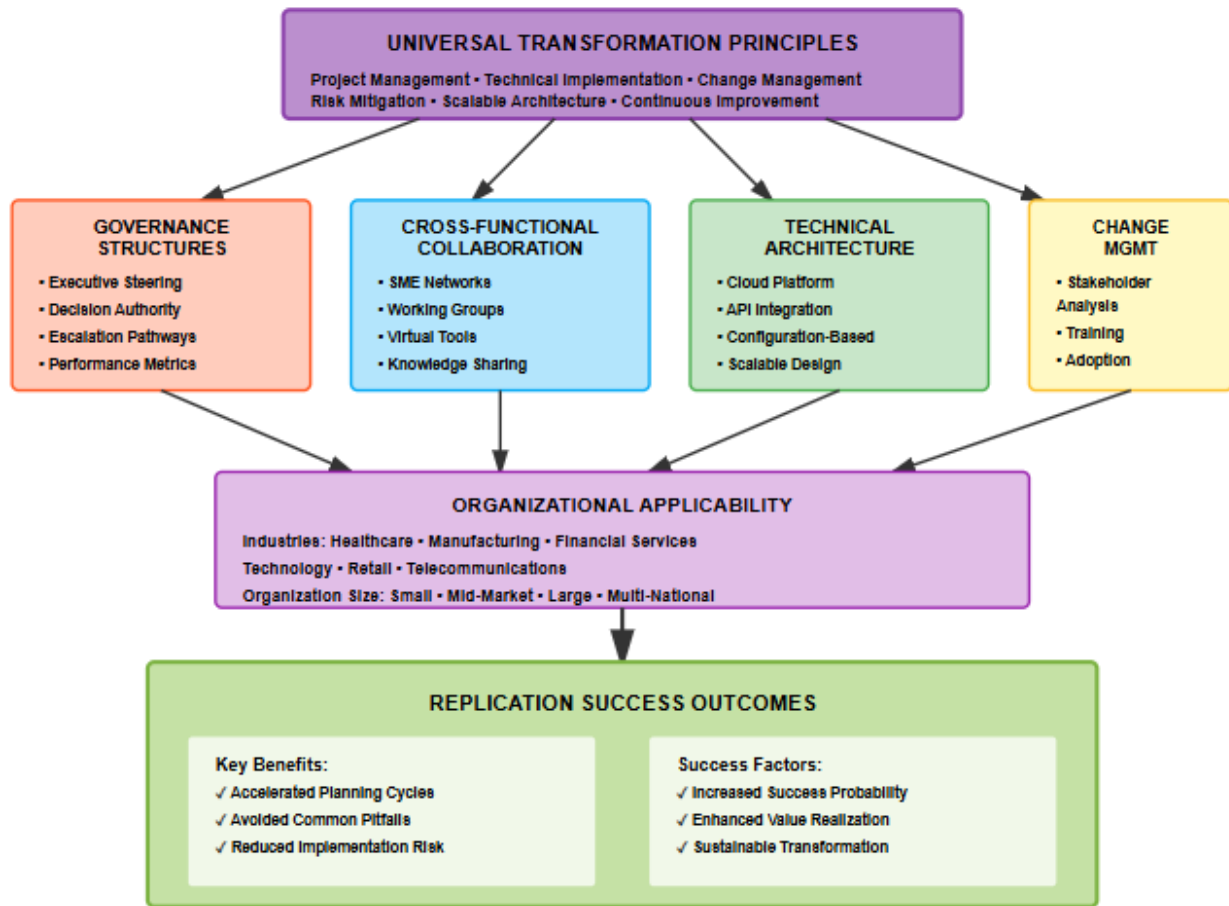 UNIVERSAL TRANSFORMATION PRINCIPLES
Project Management • Technical Implementation • Change Management
Risk Mitigation • Scalable Architecture • Continuous Improvement
GOVERNANCE
STRUCTURES
• Executive Steering
• Decision Authority
• Escalation Pathways
• Performance Metrics
CROSS-FUNCTIONAL
COLLABORATION
• SME Networks
• Working Groups
• Virtual Tools
• Knowledge Sharing
TECHNICAL
ARCHITECTURE
• Cloud Platform
• API Integration
• Configuration-Based
• Scalable Design
CHANGE
MGMT
• Stakeholder
Analysis
• Training
• Adoption
ORGANIZATIONAL APPLICABILITY
Industries: Healthcare • Manufacturing • Financial Services
Technology • Retail • Telecommunications
Organization Size: Small • Mid-Market • Large • Multi-National
REPLICATION SUCCESS OUTCOMES
Key Benefits:
✓ Accelerated Planning Cycles
✓ Avoided Common Pitfalls
✓ Reduced Implementation Risk
Success Factors:
✓ Increased Success Probability
✓ Enhanced Value Realization
✓ Sustainable Transformation